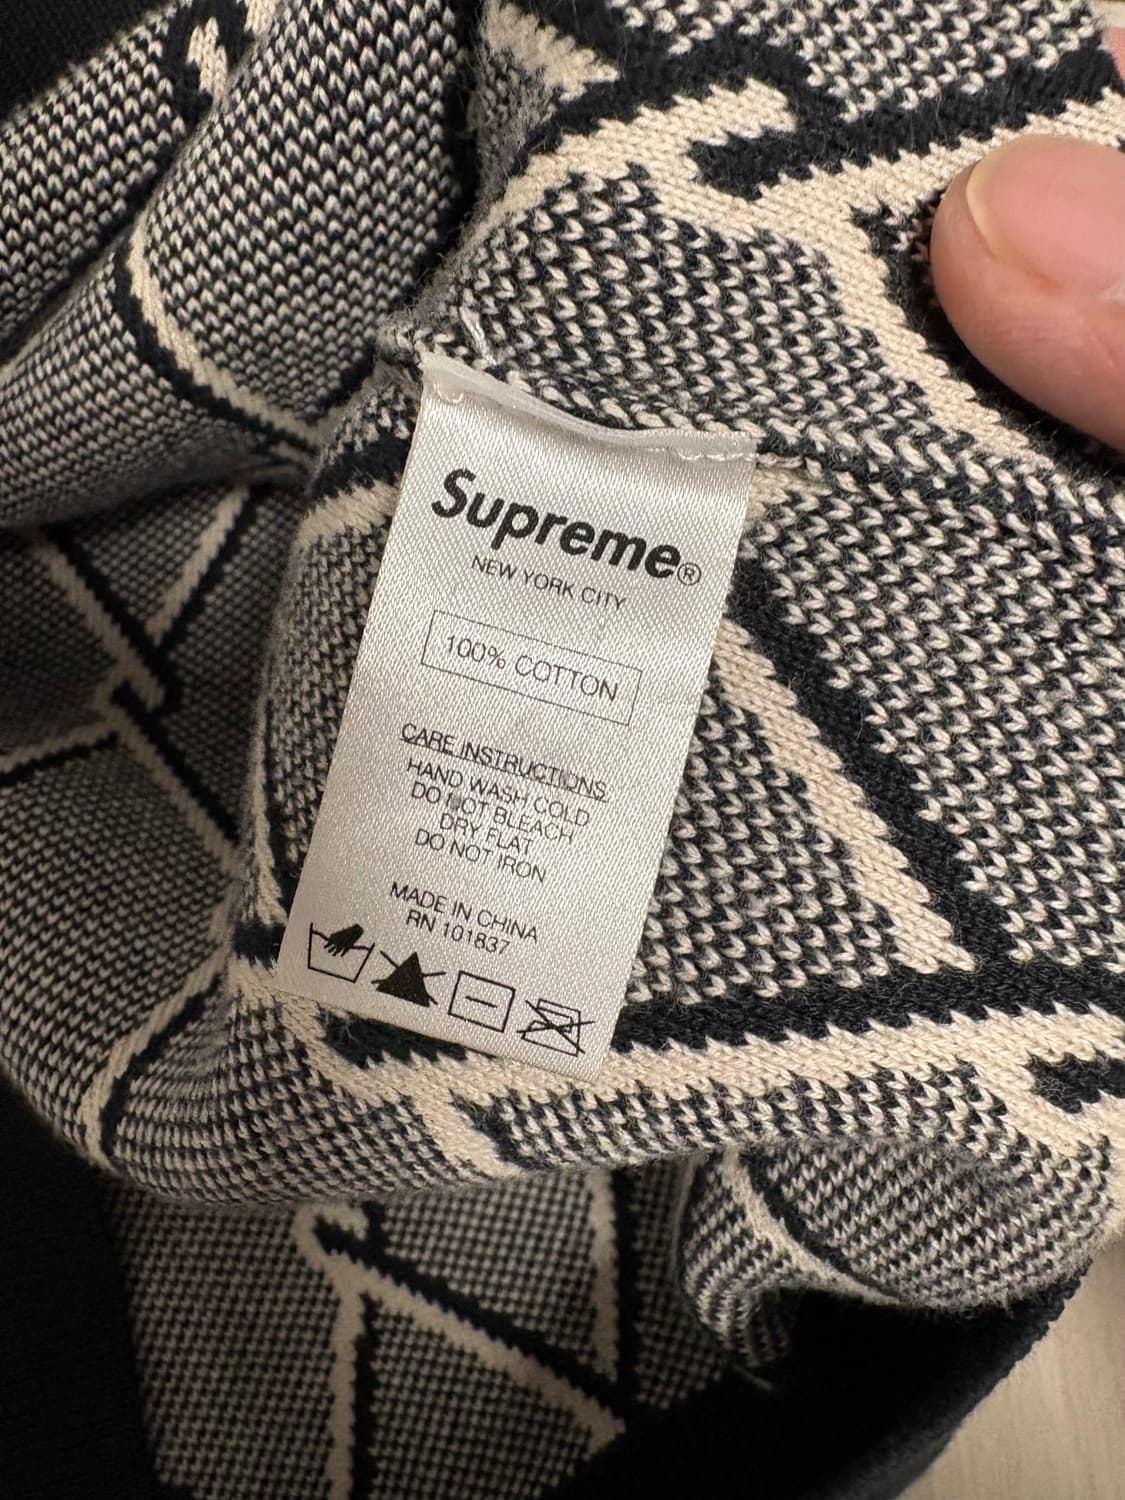 Supreme®
NEW YORK CITY
100% COTTON
CARE INSTRUCTIONS
HAND WASH COLD
DO NOT BLEACH
DRY FLAT
DO NOT IRON
MADE IN CHINA
RN 101837